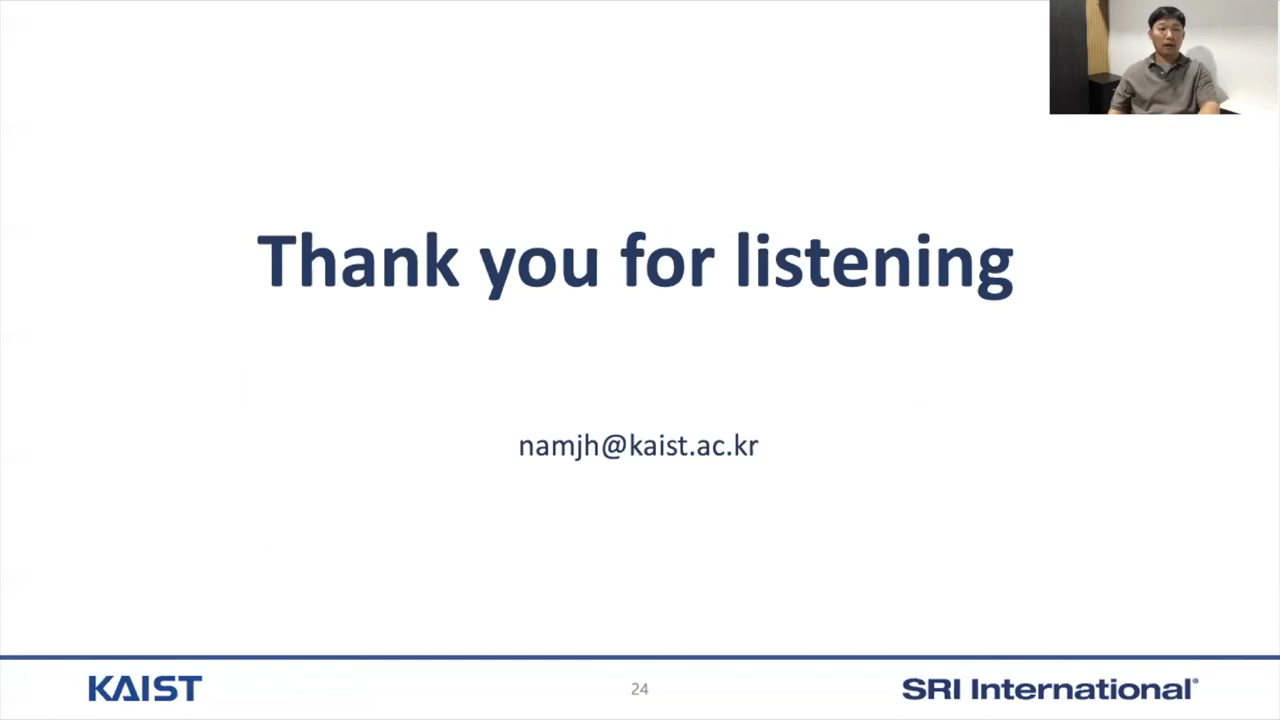 Thank you for listening
namjh@kaist.ac.kr
KAIST
24
SRI International®